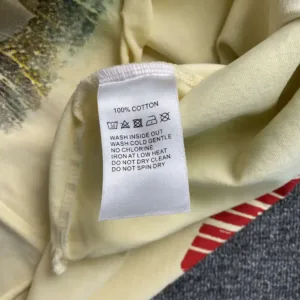 100% COTTON
WASH INSIDE OUT
WASH COLD GENTLE
NO CHLORINE
IRON AT LOW HEAT
DO NOT DRY CLEAN
DO NOT SPIN DRY